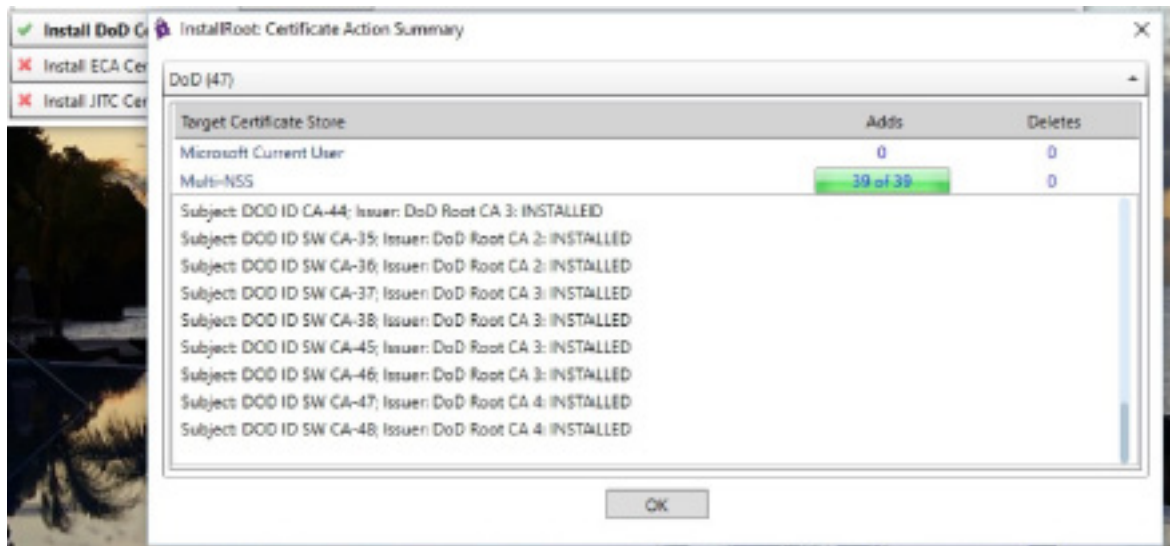 Install DoD Ce
InstallRoot: Certificate Action Summary
Install ECA Cer
Install JITC Cer
DoD (47)
Target Certificate Store Adds Deletes
Microsoft Current User 0 0
Multi-NSS 39 of 39 0
Subject: DOD ID CA-44; Issuer: DoD Root CA 3: INSTALLED
Subject: DOD ID SW CA-35; Issuer: DoD Root CA 2: INSTALLED
Subject: DOD ID SW CA-36; Issuer: DoD Root CA 2: INSTALLED
Subject: DOD ID SW CA-37; Issuer: DoD Root CA 3: INSTALLED
Subject: DOD ID SW CA-38; Issuer: DoD Root CA 3: INSTALLED
Subject: DOD ID SW CA-45; Issuer: DoD Root CA 3: INSTALLED
Subject: DOD ID SW CA-46; Issuer: DoD Root CA 3: INSTALLED
Subject: DOD ID SW CA-47; Issuer: DoD Root CA 4: INSTALLED
Subject: DOD ID SW CA-48; Issuer: DoD Root CA 4: INSTALLED
OK